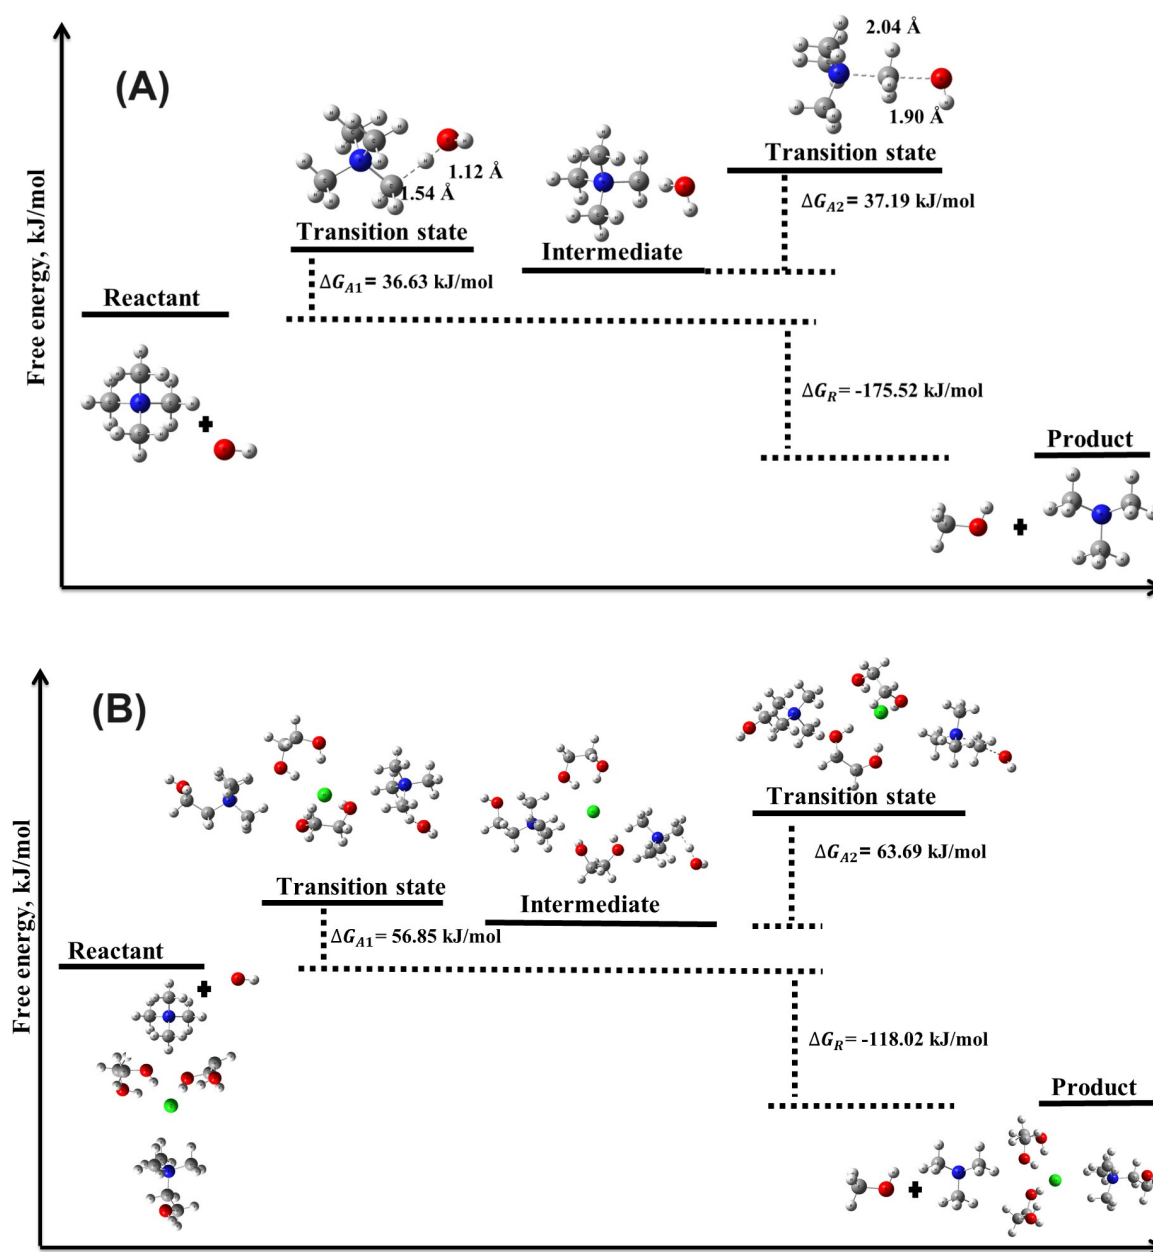 (A)
2.04 Å
1.90 Å
Transition state
1.12 Å
1.54 Å
Transition state
Intermediate
ΔG_A2 = 37.19 kJ/mol
ΔG_A1 = 36.63 kJ/mol
Reactant
ΔG_R = -175.52 kJ/mol
Product
Free energy, kJ/mol
(B)
Transition state
ΔG_A2 = 63.69 kJ/mol
Transition state
Intermediate
ΔG_A1 = 56.85 kJ/mol
Reactant
ΔG_R = -118.02 kJ/mol
Product
Free energy, kJ/mol